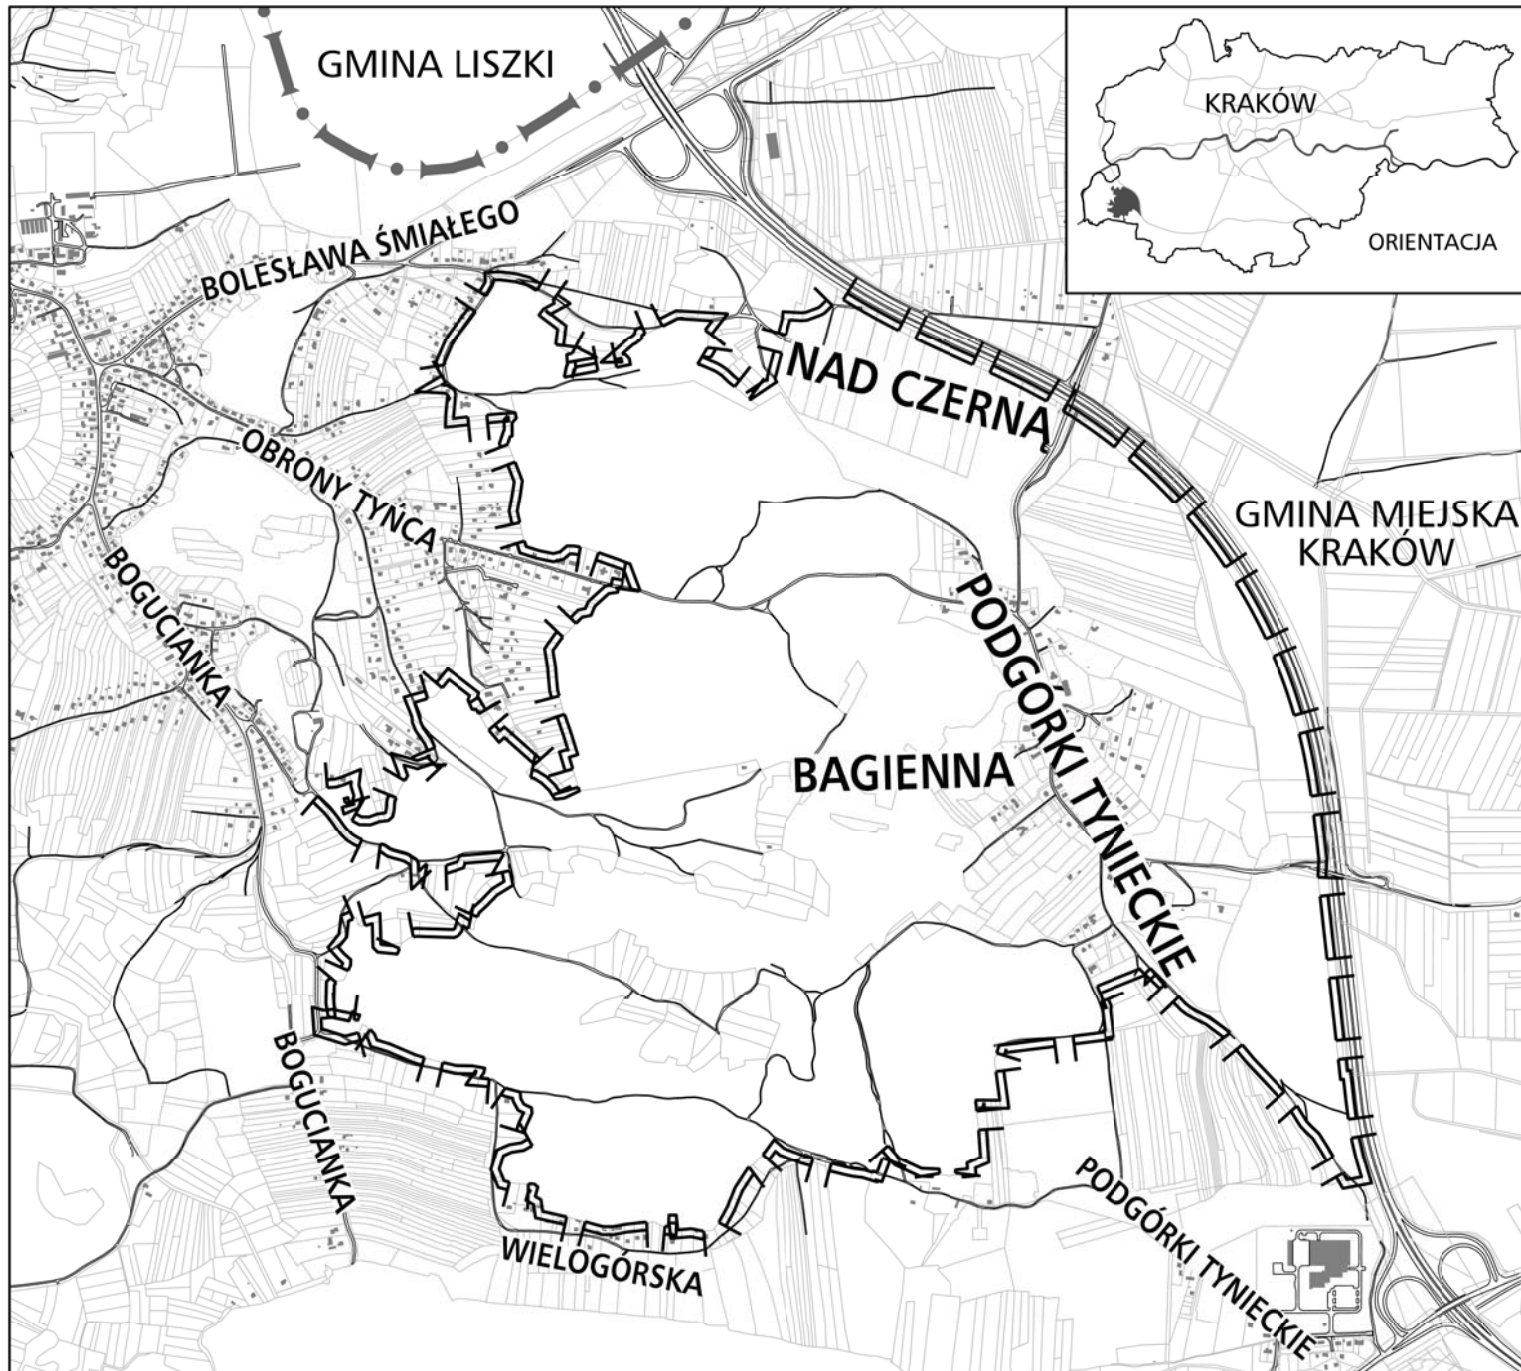 GMINA LISZKI
KRAKÓW
ORIENTACJA
BOLESŁAWA ŚMIAŁEGO
NAD CZERNĄ
OBRONY TYŃCA
GMINA MIEJSKA
KRAKÓW
BOGUCIANKA
PODGÓRKI TYNIECKIE
BAGIENNA
BOGUCIANKA
PODGÓRKI TYNIECKIE
WIELOGÓRSKA